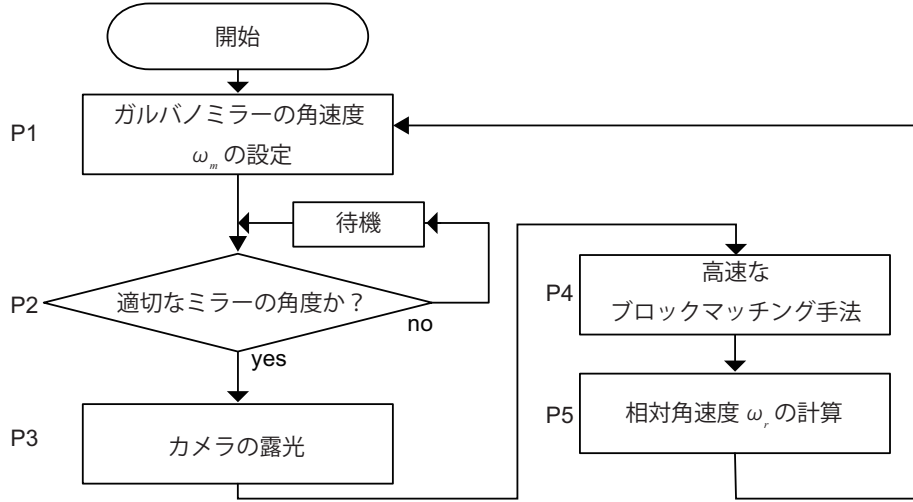 開始
P1
ガルバノミラーの角速度
ωm の設定
待機
P2
適切なミラーの角度か？
no
yes
P3
カメラの露光
P4
高速な
ブロックマッチング手法
P5
相対角速度 ωr の計算